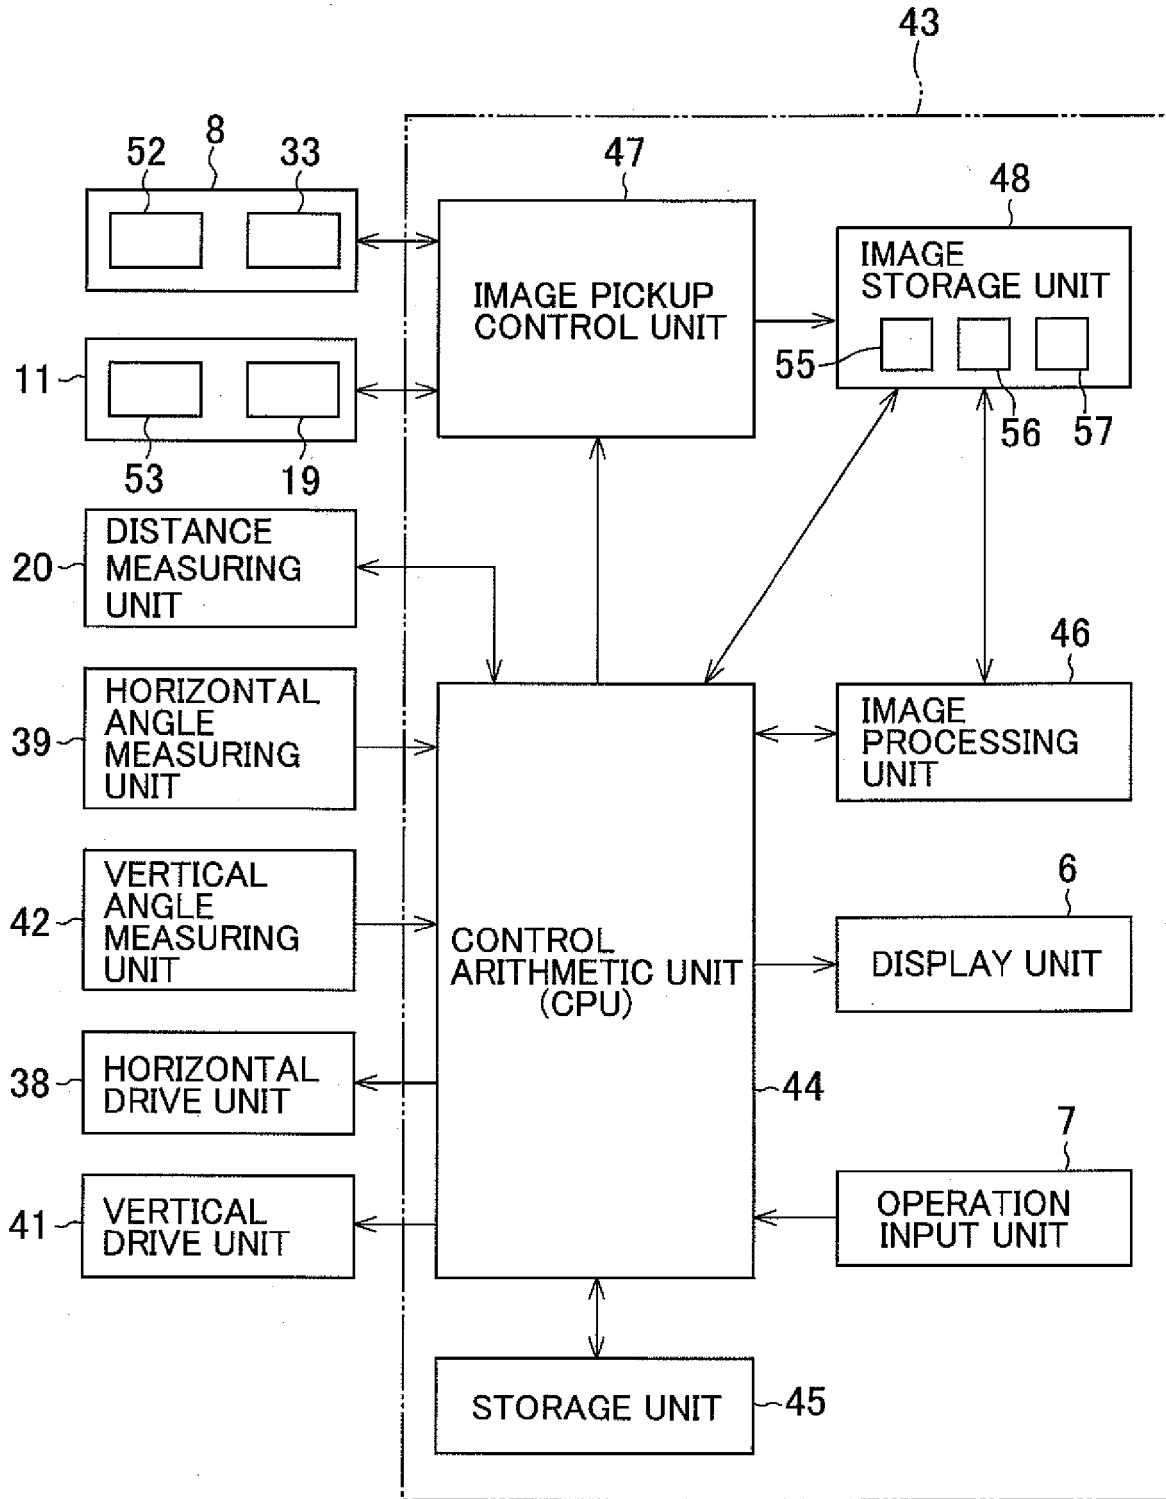 43
8
52
33
47
48
IMAGE PICKUP
CONTROL UNIT
IMAGE
STORAGE UNIT
55
56
57
11
53
19
20
DISTANCE
MEASURING
UNIT
39
HORIZONTAL
ANGLE
MEASURING
UNIT
46
IMAGE
PROCESSING
UNIT
42
VERTICAL
ANGLE
MEASURING
UNIT
CONTROL
ARITHMETIC UNIT
(CPU)
44
6
DISPLAY UNIT
38
HORIZONTAL
DRIVE UNIT
41
VERTICAL
DRIVE UNIT
7
OPERATION
INPUT UNIT
STORAGE UNIT
45